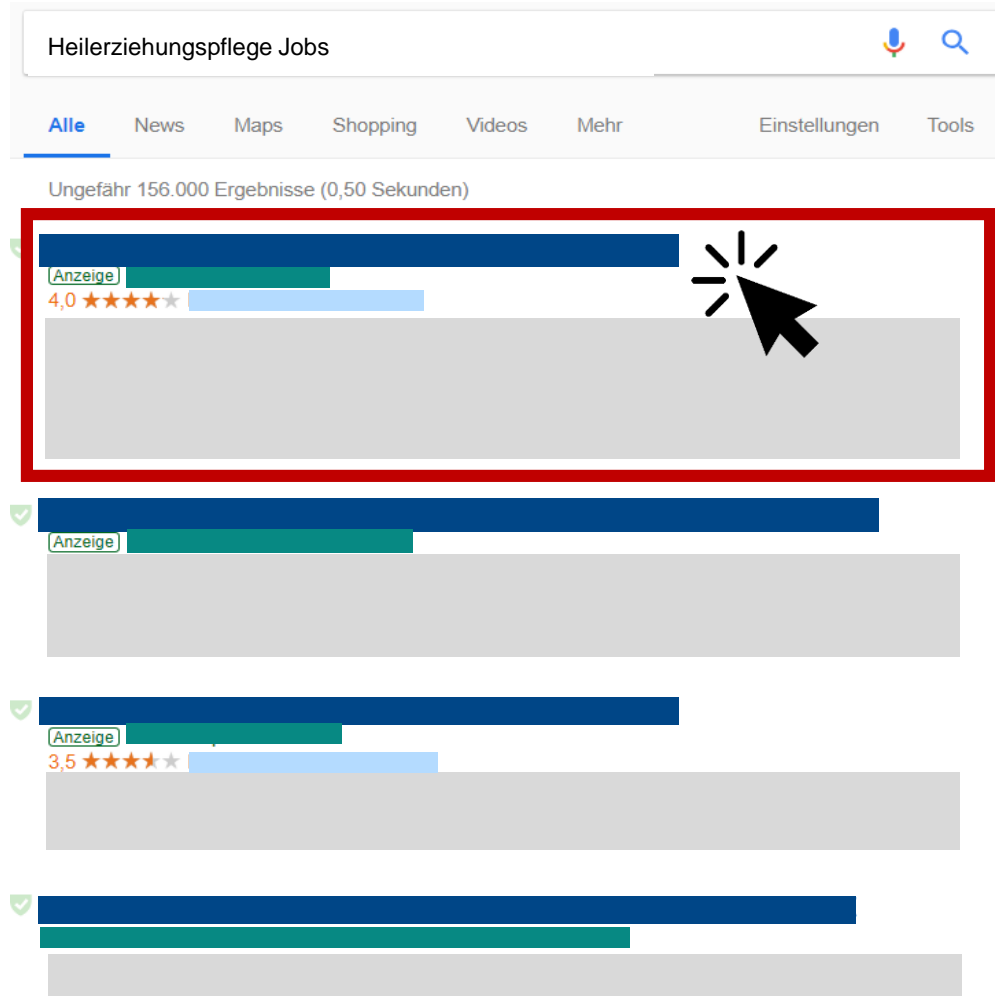 Heilerziehungspflege Jobs
Alle News Maps Shopping Videos Mehr Einstellungen Tools
Ungefähr 156.000 Ergebnisse (0,50 Sekunden)
Anzeige
4,0
Anzeige
Anzeige
3,5